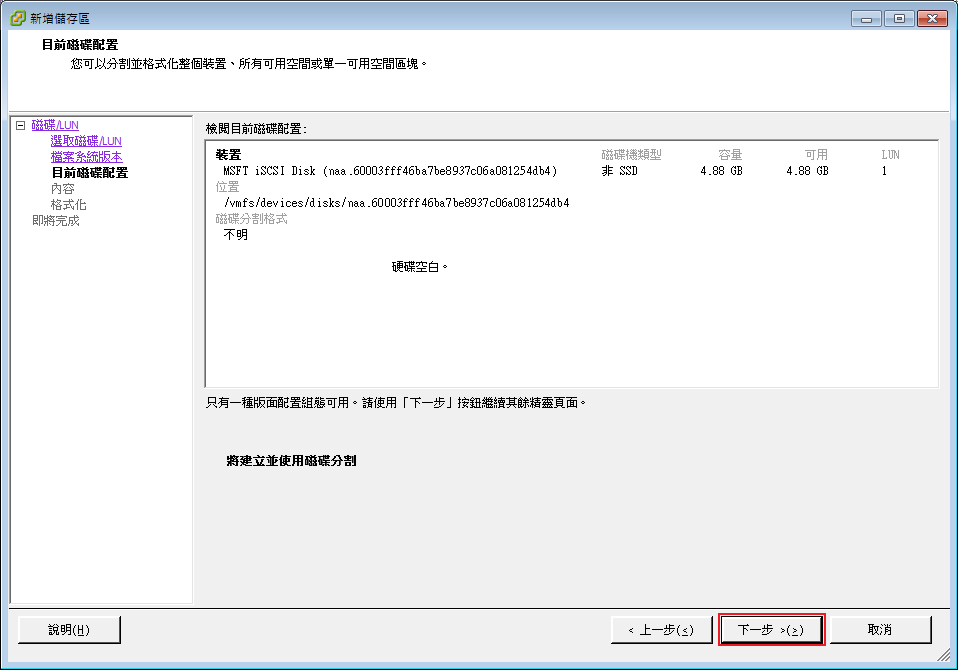 新增儲存區
目前磁碟配置
您可以分割並格式化整個裝置、所有可用空間或單一可用空間區塊。
磁碟/LUN
選取磁碟/LUN
檔案系統版本
目前磁碟配置
內容
格式化
即將完成
檢閱目前磁碟配置:
裝置 磁碟機類型 容量 可用 LUN
MSFT iSCSI Disk (naa.60003fff46ba7be8937c06a081254db4) 非 SSD 4.88 GB 4.88 GB 1
位置
/vmfs/devices/disks/naa.60003fff46ba7be8937c06a081254db4
磁碟分割格式
不明
硬碟空白。
只有一種版面配置組態可用。請使用「下一步」按鈕繼續其餘精靈頁面。
將建立並使用磁碟分割
說明(H) < 上一步(<) 下一步 >(>) 取消